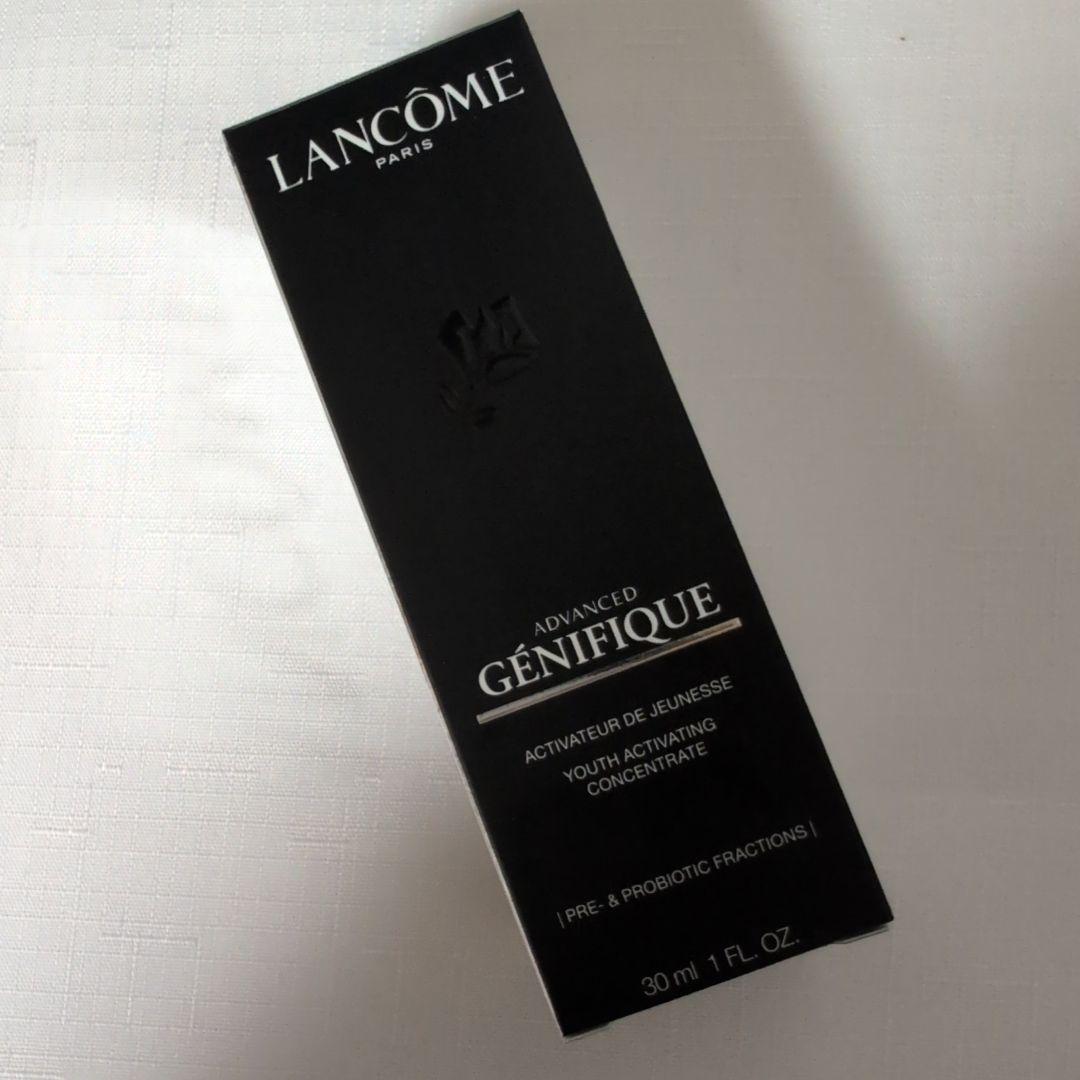 LANCÔME
PARIS
ADVANCED
GÉNIFIQUE
ACTIVATEUR DE JEUNESSE
YOUTH ACTIVATING
CONCENTRATE
| PRE- & PROBIOTIC FRACTIONS |
30 ml 1 FL. OZ.